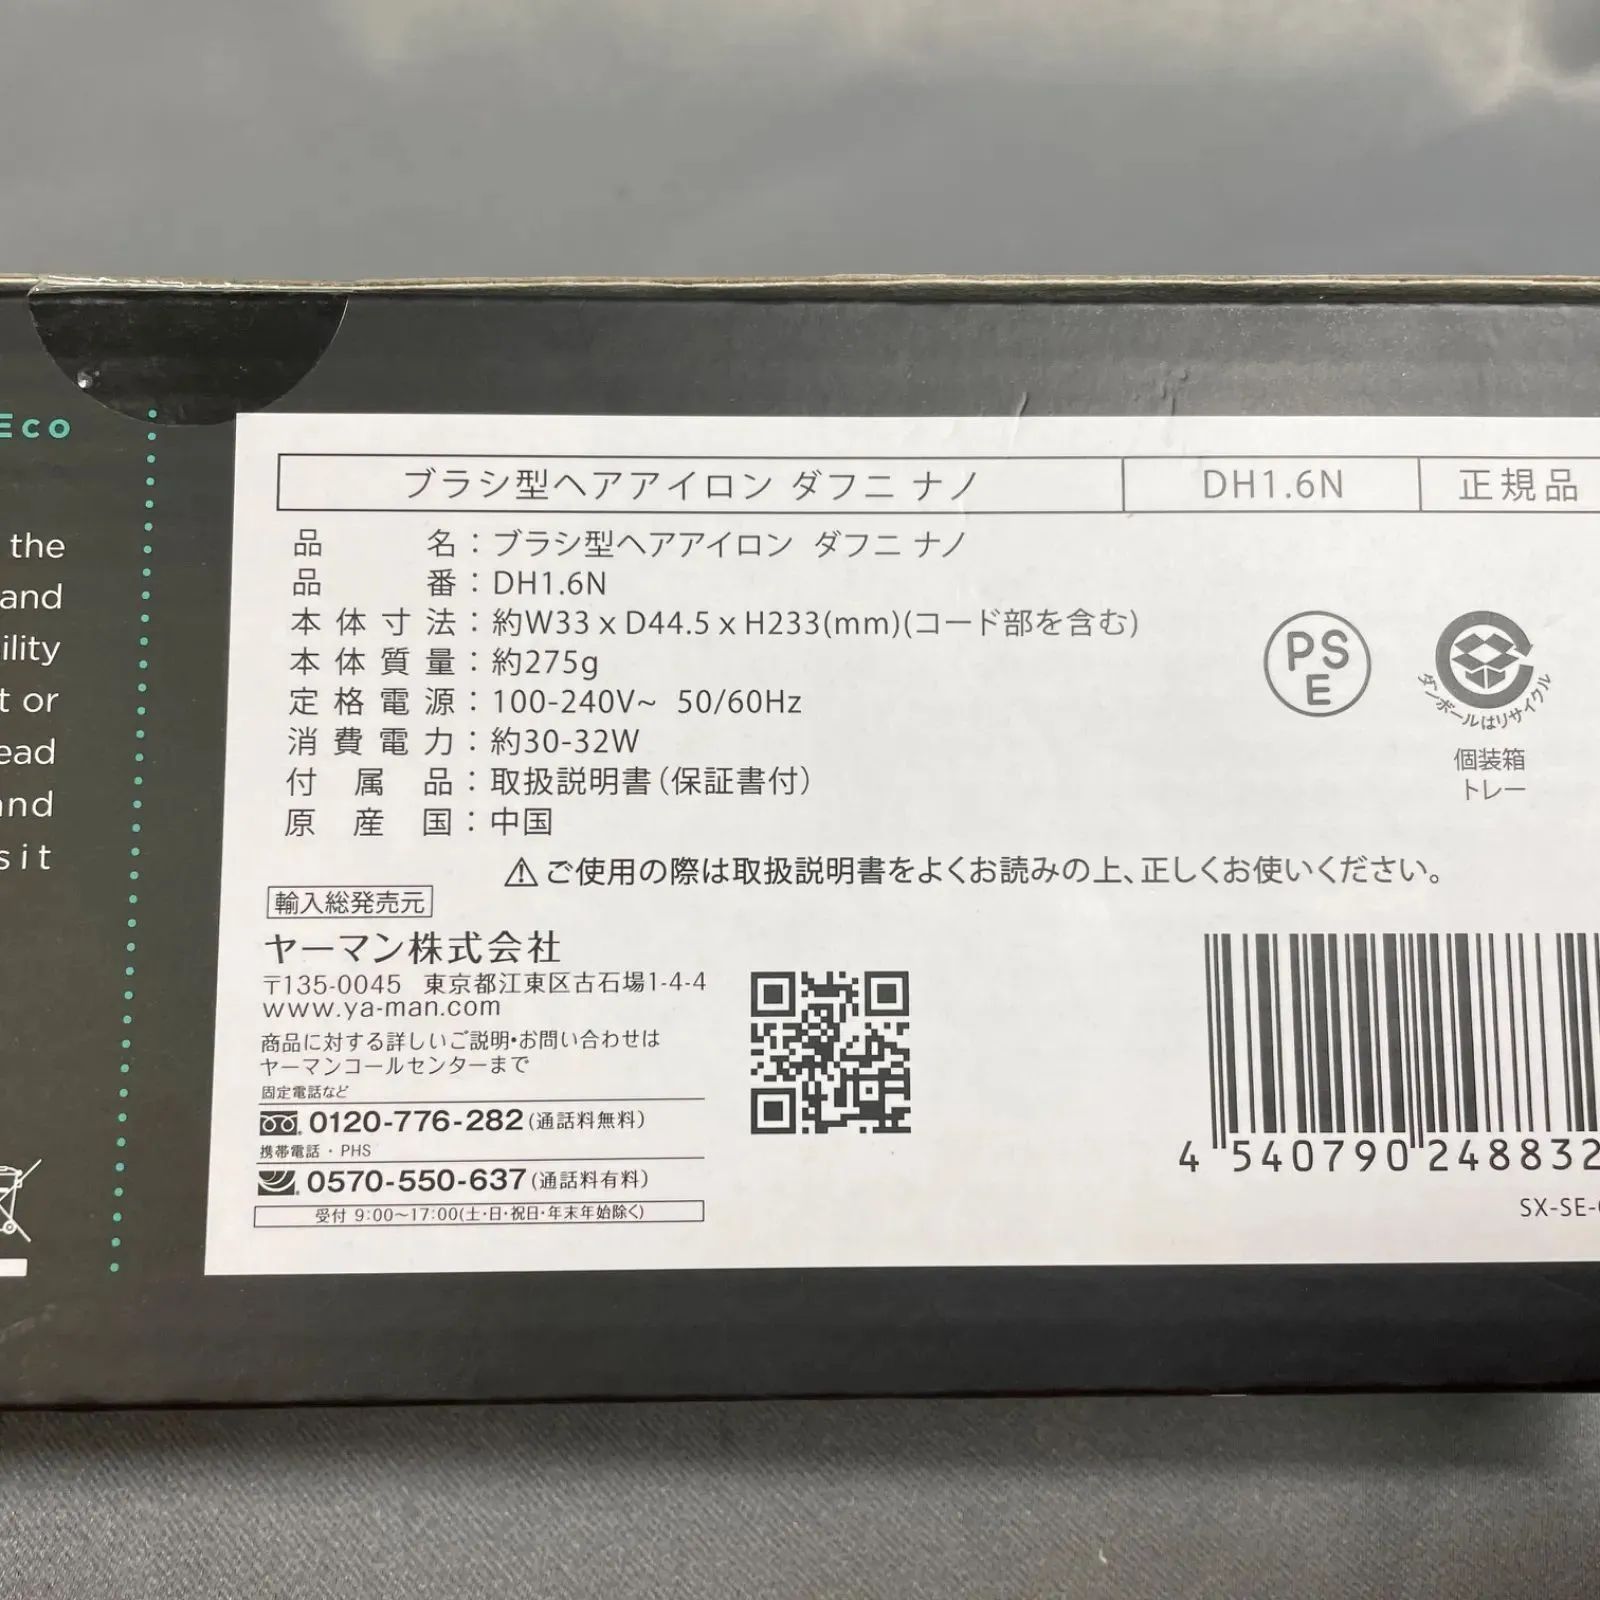 Eco
the
and
ility
t or
ead
and
sit
ブラシ型ヘアアイロン ダフニ ナノ DH1.6N 正規品
品名：ブラシ型ヘアアイロン ダフニ ナノ
品番：DH1.6N
本体寸法：約W33 x D44.5 x H233(mm)(コード部を含む)
本体質量：約275g
定格電源：100-240V~ 50/60Hz
消費電力：約30-32W
付属品：取扱説明書(保証書付)
原産国：中国
PS
E
ダンボールはリサイクル
個装箱
トレー
⚠ご使用の際は取扱説明書をよくお読みの上、正しくお使いください。
輸入総発売元
ヤーマン株式会社
〒135-0045 東京都江東区古石場1-4-4
www.ya-man.com
商品に対する詳しいご説明・お問い合わせは
ヤーマンコールセンターまで
固定電話など
0120-776-282(通話料無料)
携帯電話・PHS
0570-550-637(通話料有料)
受付 9:00～17:00(土・日・祝日・年末年始除く)
4 540790 248832
SX-SE-